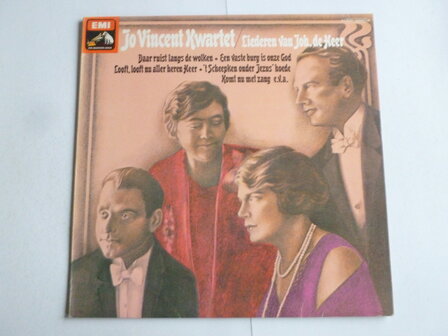 EMI
Jo Vincent Kwartet / Liederen van Joh. de Heer
Daar ruist langs de wolken • Een vaste burg is onze God
Looft, looft nu aller heren Heer • 't Scheepken onder Jezus' hoede
Komt nu met zang e.v.a.